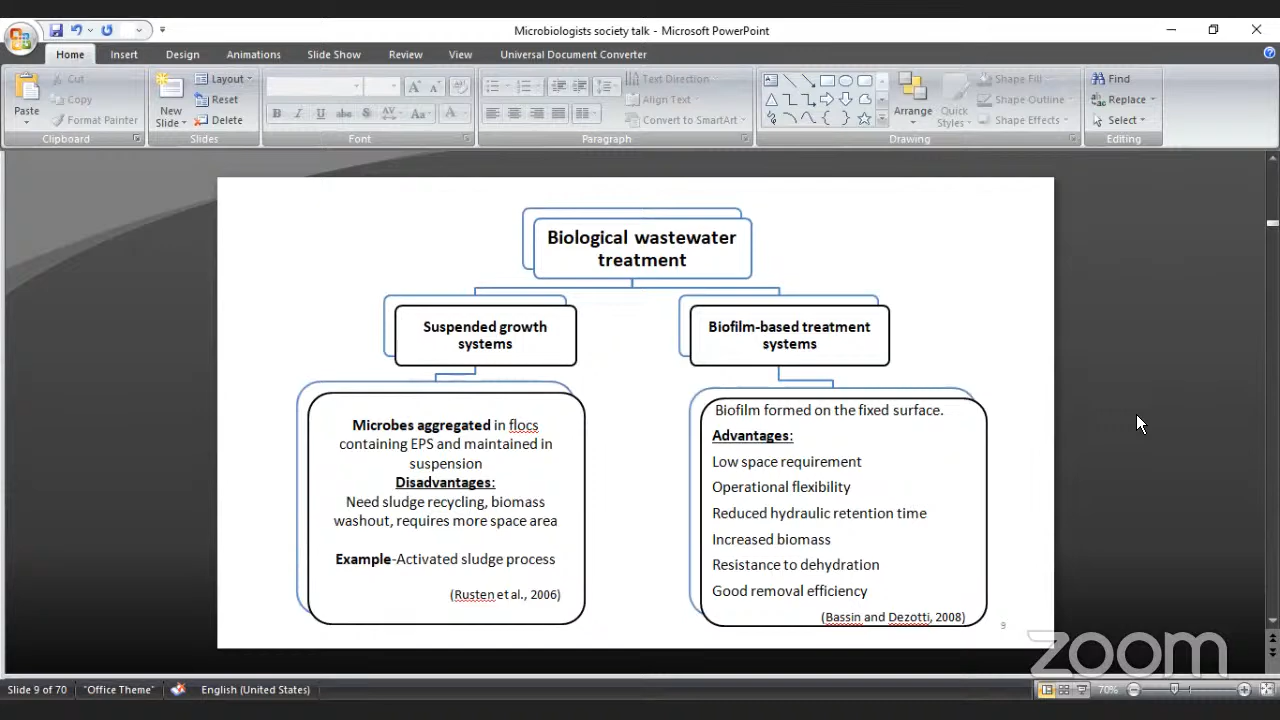 Microbiologists society talk - Microsoft PowerPoint
Home Insert Design Animations Slide Show Review View Universal Document Converter
Paste
Cut
Copy
Format Painter
Clipboard
New
Slide
Layout
Reset
Delete
Slides
B I U abe S AV Aa A
Font
Text Direction
Align Text
Convert to SmartArt
Paragraph
Arrange
Quick
Styles
Shape Fill
Shape Outline
Shape Effects
Drawing
Find
Replace
Select
Editing
Biological wastewater
treatment
Suspended growth
systems
Microbes aggregated in flocs
containing EPS and maintained in
suspension
Disadvantages:
Need sludge recycling, biomass
washout, requires more space area
Example-Activated sludge process
(Rusten et al., 2006)
Biofilm-based treatment
systems
Biofilm formed on the fixed surface.
Advantages:
Low space requirement
Operational flexibility
Reduced hydraulic retention time
Increased biomass
Resistance to dehydration
Good removal efficiency
(Bassin and Dezotti, 2008)
9
zoom
Slide 9 of 70 "Office Theme" English (United States) 70%